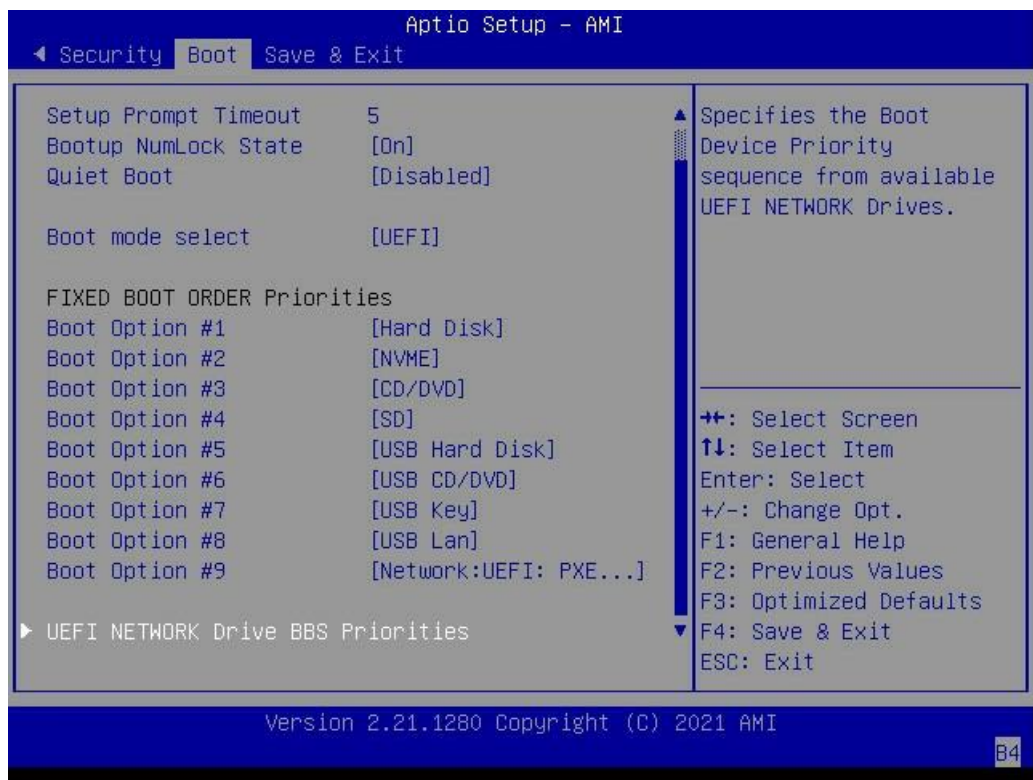 Aptio Setup – AMI
Security Boot Save & Exit
Setup Prompt Timeout 5
Bootup NumLock State [On]
Quiet Boot [Disabled]
Boot mode select [UEFI]
FIXED BOOT ORDER Priorities
Boot Option #1 [Hard Disk]
Boot Option #2 [NVME]
Boot Option #3 [CD/DVD]
Boot Option #4 [SD]
Boot Option #5 [USB Hard Disk]
Boot Option #6 [USB CD/DVD]
Boot Option #7 [USB Key]
Boot Option #8 [USB Lan]
Boot Option #9 [Network:UEFI: PXE...]
UEFI NETWORK Drive BBS Priorities
Specifies the Boot
Device Priority
sequence from available
UEFI NETWORK Drives.
→←: Select Screen
↑↓: Select Item
Enter: Select
+/-: Change Opt.
F1: General Help
F2: Previous Values
F3: Optimized Defaults
F4: Save & Exit
ESC: Exit
Version 2.21.1280 Copyright (C) 2021 AMI
B4